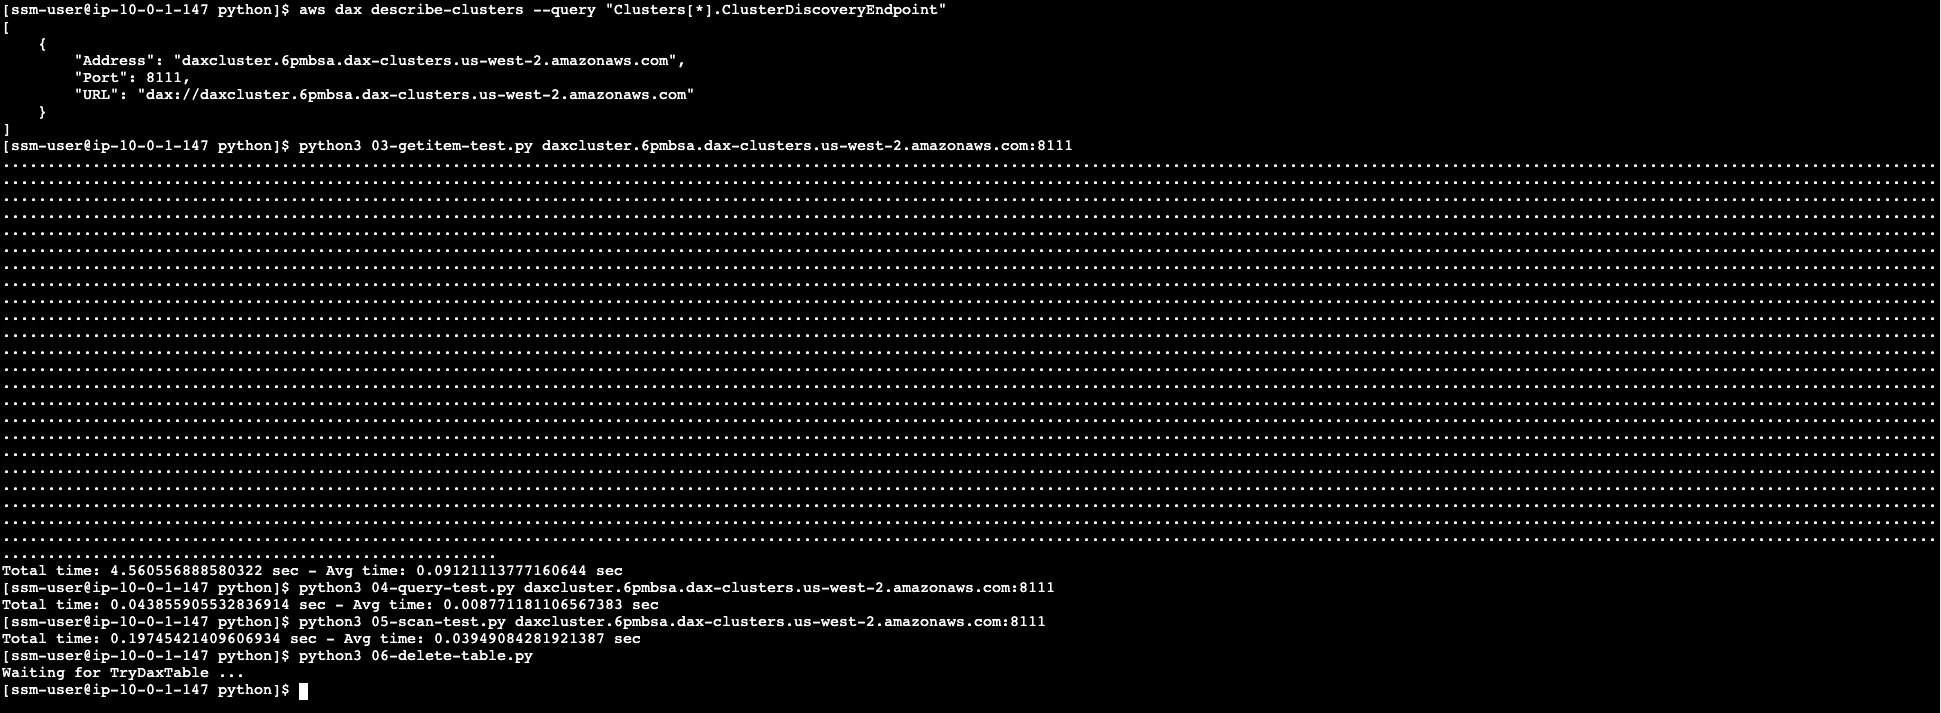 [ssm-user@ip-10-0-1-147 python]$ aws dax describe-clusters --query "Clusters[*].ClusterDiscoveryEndpoint"
[
    {
        "Address": "daxcluster.6pmbsa.dax-clusters.us-west-2.amazonaws.com",
        "Port": 8111,
        "URL": "dax://daxcluster.6pmbsa.dax-clusters.us-west-2.amazonaws.com"
    }
]
[ssm-user@ip-10-0-1-147 python]$ python3 03-getitem-test.py daxcluster.6pmbsa.dax-clusters.us-west-2.amazonaws.com:8111
.......................................................
Total time: 4.560556888580322 sec - Avg time: 0.09121113777160644 sec
[ssm-user@ip-10-0-1-147 python]$ python3 04-query-test.py daxcluster.6pmbsa.dax-clusters.us-west-2.amazonaws.com:8111
Total time: 0.043855905532836914 sec - Avg time: 0.008771181106567383 sec
[ssm-user@ip-10-0-1-147 python]$ python3 05-scan-test.py daxcluster.6pmbsa.dax-clusters.us-west-2.amazonaws.com:8111
Total time: 0.19745421409606934 sec - Avg time: 0.03949084281921387 sec
[ssm-user@ip-10-0-1-147 python]$ python3 06-delete-table.py
Waiting for TryDaxTable ...
[ssm-user@ip-10-0-1-147 python]$